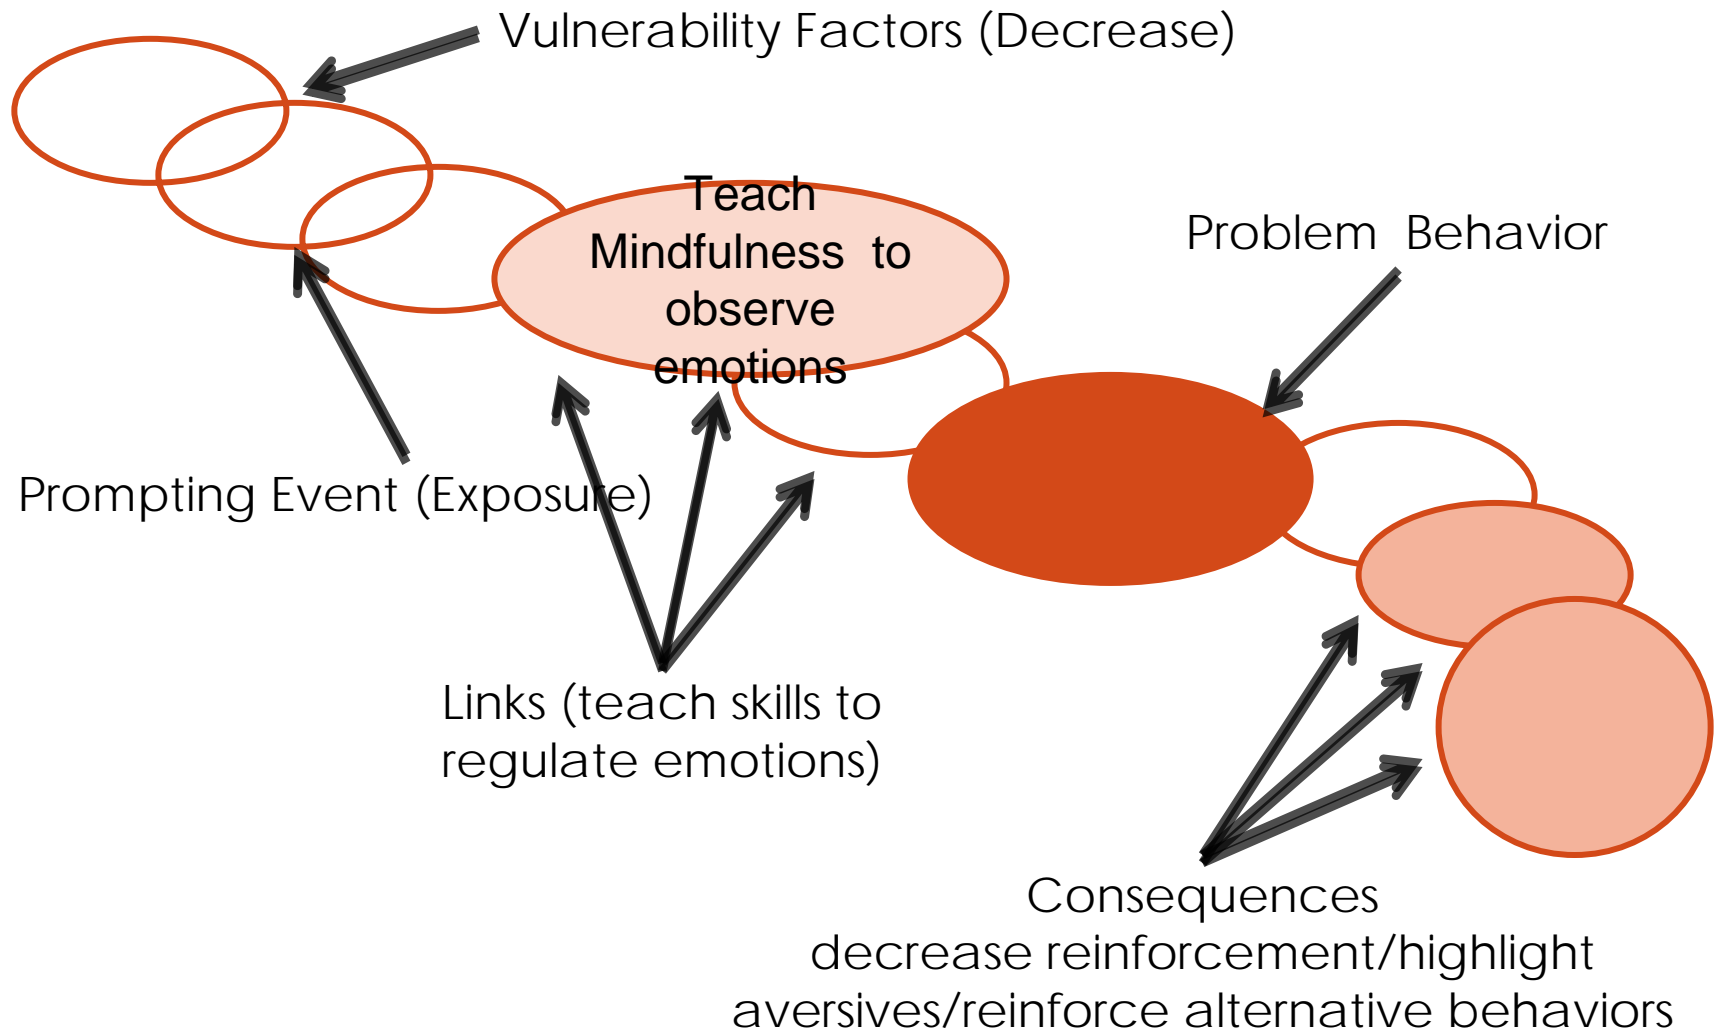 Vulnerability Factors (Decrease)
Teach
Mindfulness to
observe
emotions
Problem Behavior
Prompting Event (Exposure)
Links (teach skills to
regulate emotions)
Consequences
decrease reinforcement/highlight
aversives/reinforce alternative behaviors